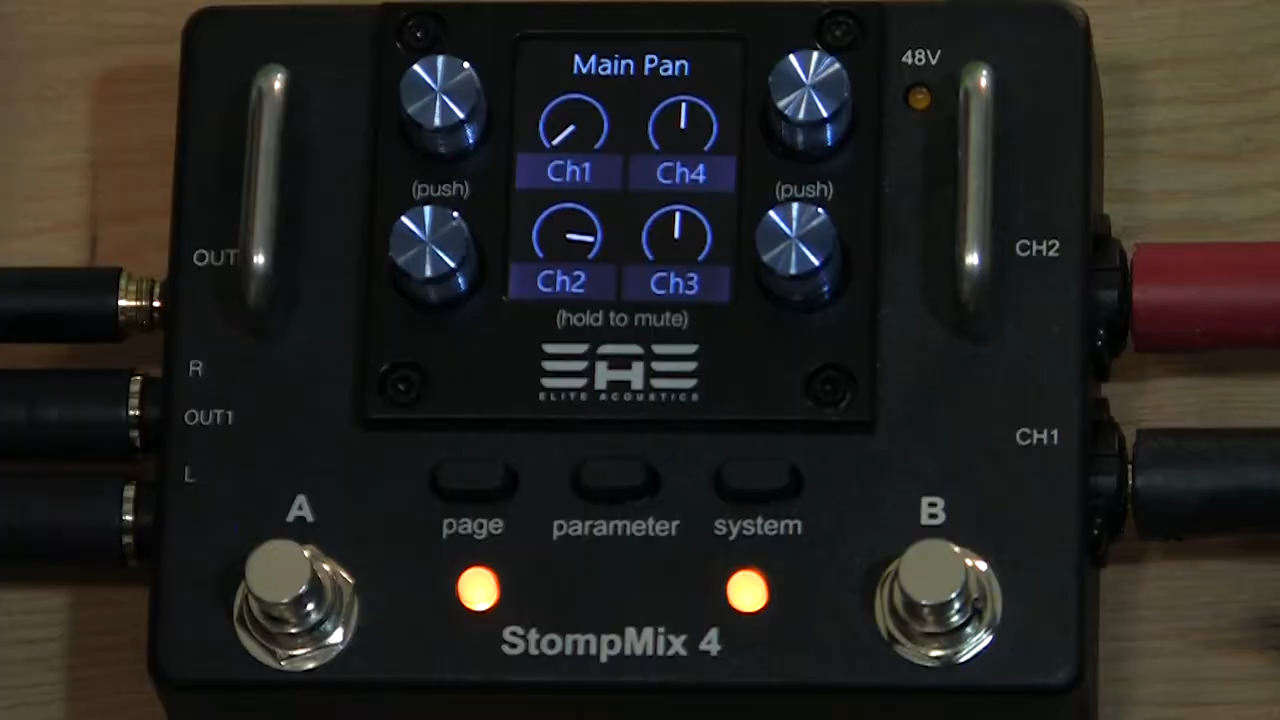 Main Pan
48V
Ch1
Ch4
(push)
(push)
OUT
CH2
Ch2
Ch3
(hold to mute)
R
EAE
ELITE ACOUSTICS
OUT1
CH1
L
A
B
page
parameter
system
StompMix 4